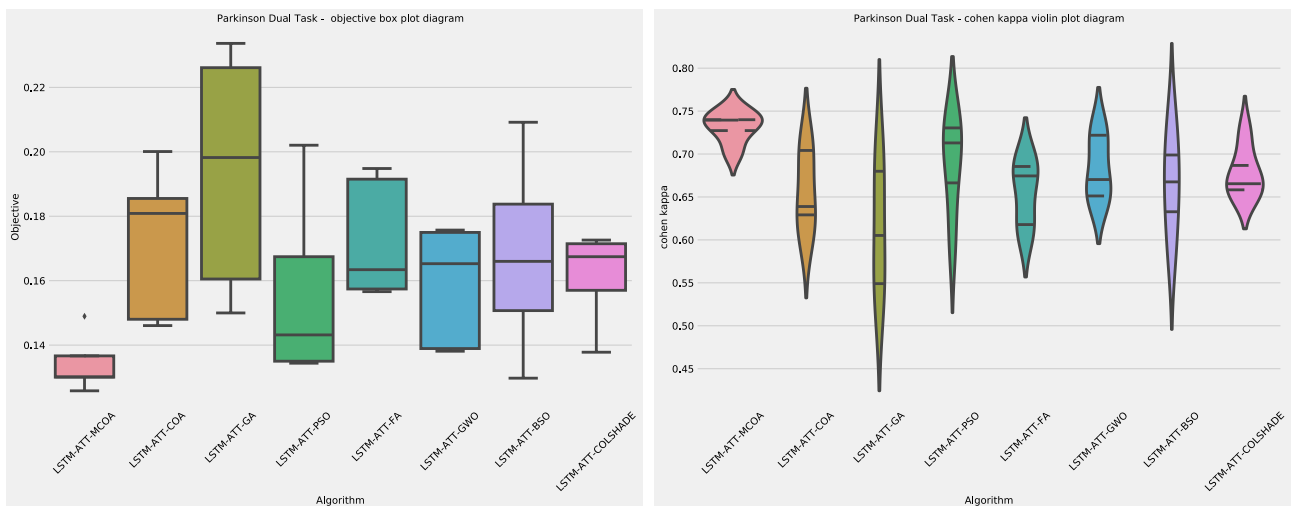 Parkinson Dual Task - objective box plot diagram
0.22
0.20
0.18
0.16
0.14
Objective
LSTM-ATT-MCOA
LSTM-ATT-COA
LSTM-ATT-GA
LSTM-ATT-PSO
LSTM-ATT-FA
LSTM-ATT-GWO
LSTM-ATT-BSO
LSTM-ATT-COLSHADE
Algorithm
Parkinson Dual Task - cohen kappa violin plot diagram
0.80
0.75
0.70
0.65
0.60
0.55
0.50
0.45
cohen kappa
LSTM-ATT-MCOA
LSTM-ATT-COA
LSTM-ATT-GA
LSTM-ATT-PSO
LSTM-ATT-FA
LSTM-ATT-GWO
LSTM-ATT-BSO
LSTM-ATT-COLSHADE
Algorithm